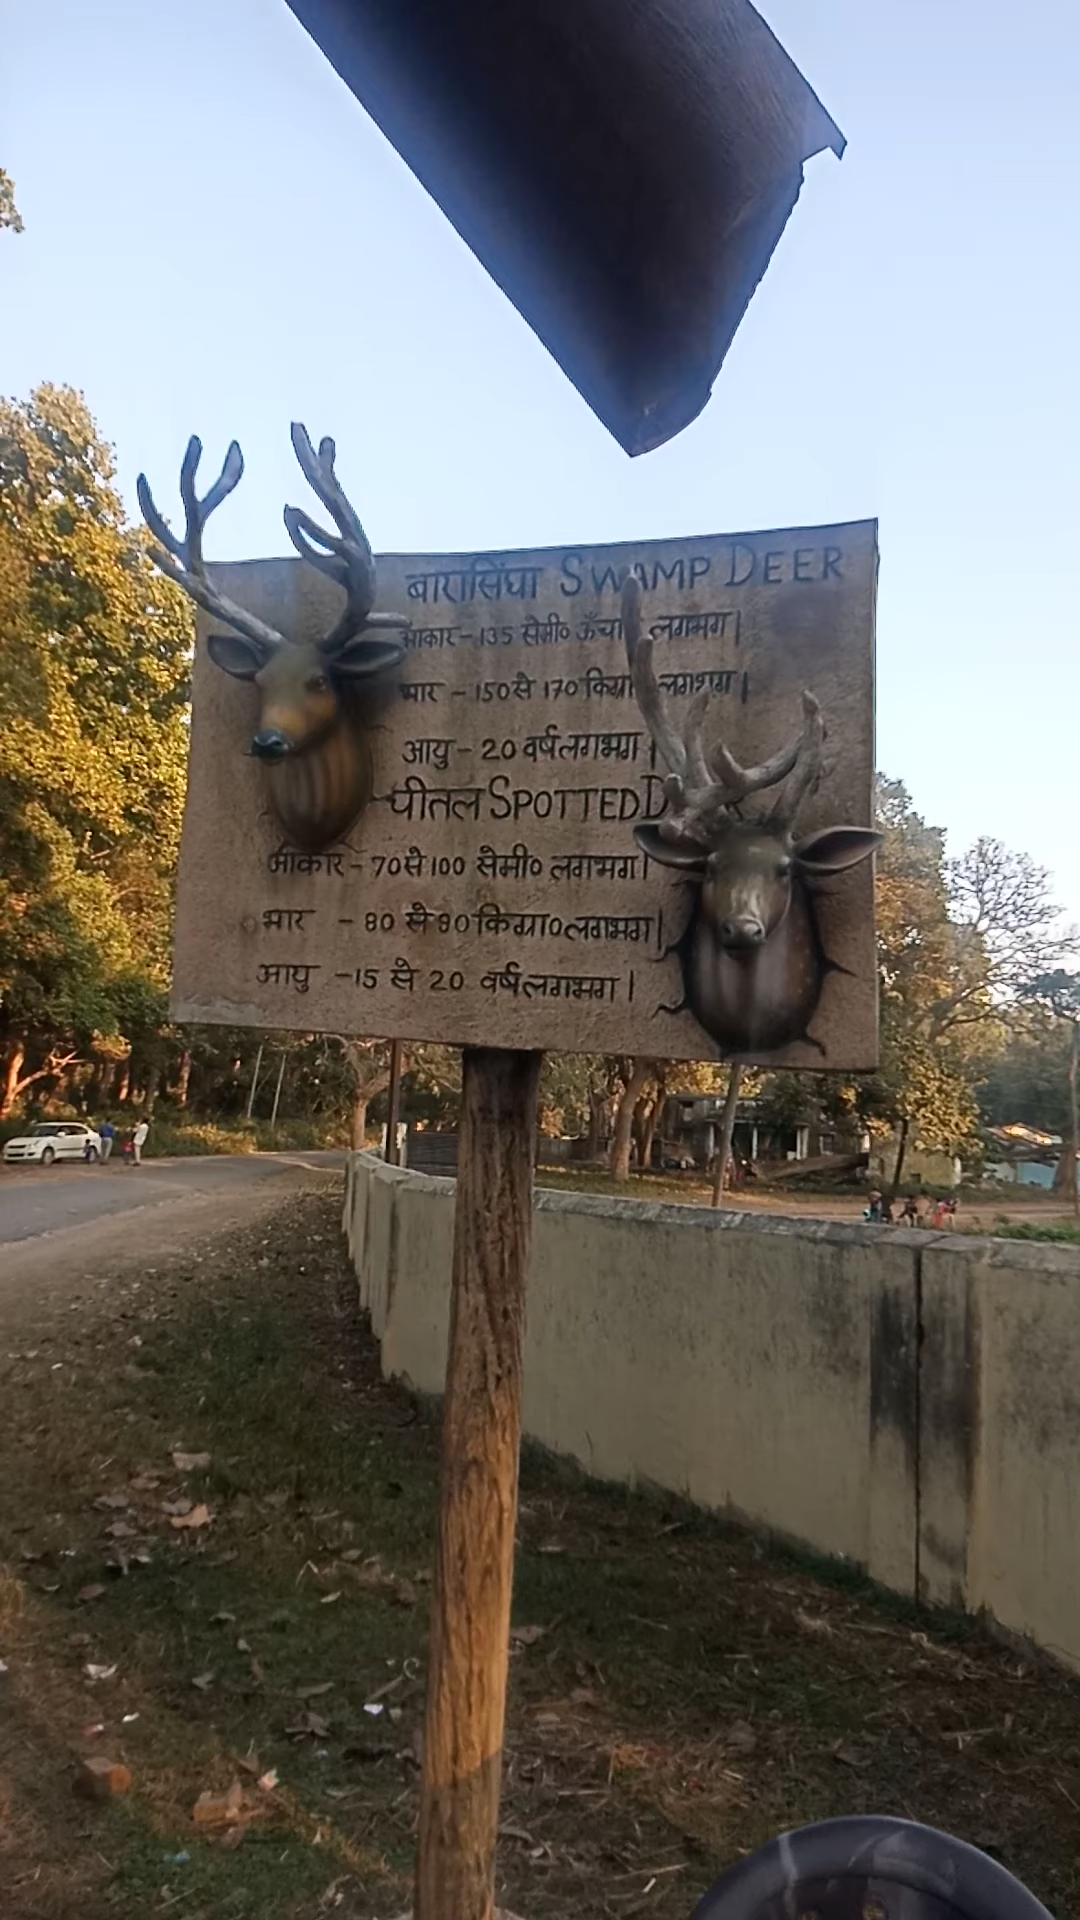 बारासिंघा SWAMP DEER
आकार - 135 सेमी० ऊँचा लगभग।
भार - 150 से 170 किग्रा लगभग।
आयु - 20 वर्ष लगभग।
चीतल SPOTTED D R
आकार - 70 से 100 सेमी० लगभग।
भार - 80 से 90 किग्रा० लगभग।
आयु - 15 से 20 वर्ष लगभग।